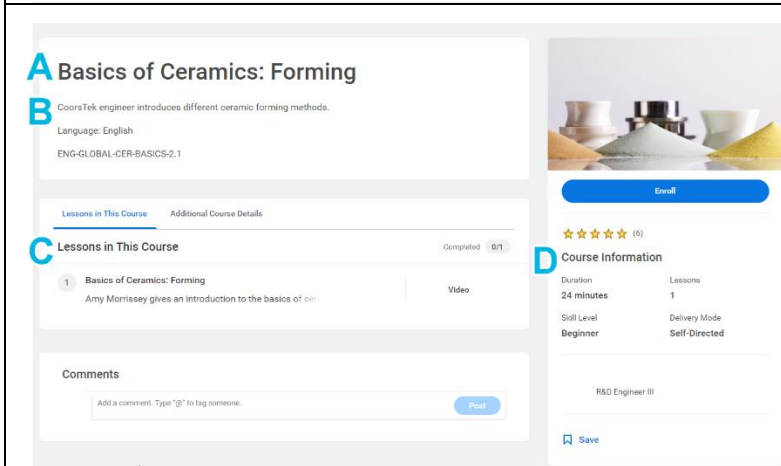 A
Basics of Ceramics: Forming
B
CoorsTek engineer introduces different ceramic forming methods.
Language: English
ENG-GLOBAL-CER-BASICS-2.1
Lessons in This Course Additional Course Details
C
Lessons in This Course Completed 0/1
1 Basics of Ceramics: Forming
Amy Morrissey gives an introduction to the basics of cer
Video
Comments
Add a comment. Type "@" to tag someone. Post
Enroll
(6)
D
Course Information
Duration Lessons
24 minutes 1
Skill Level Delivery Mode
Beginner Self-Directed
R&D Engineer III
Save